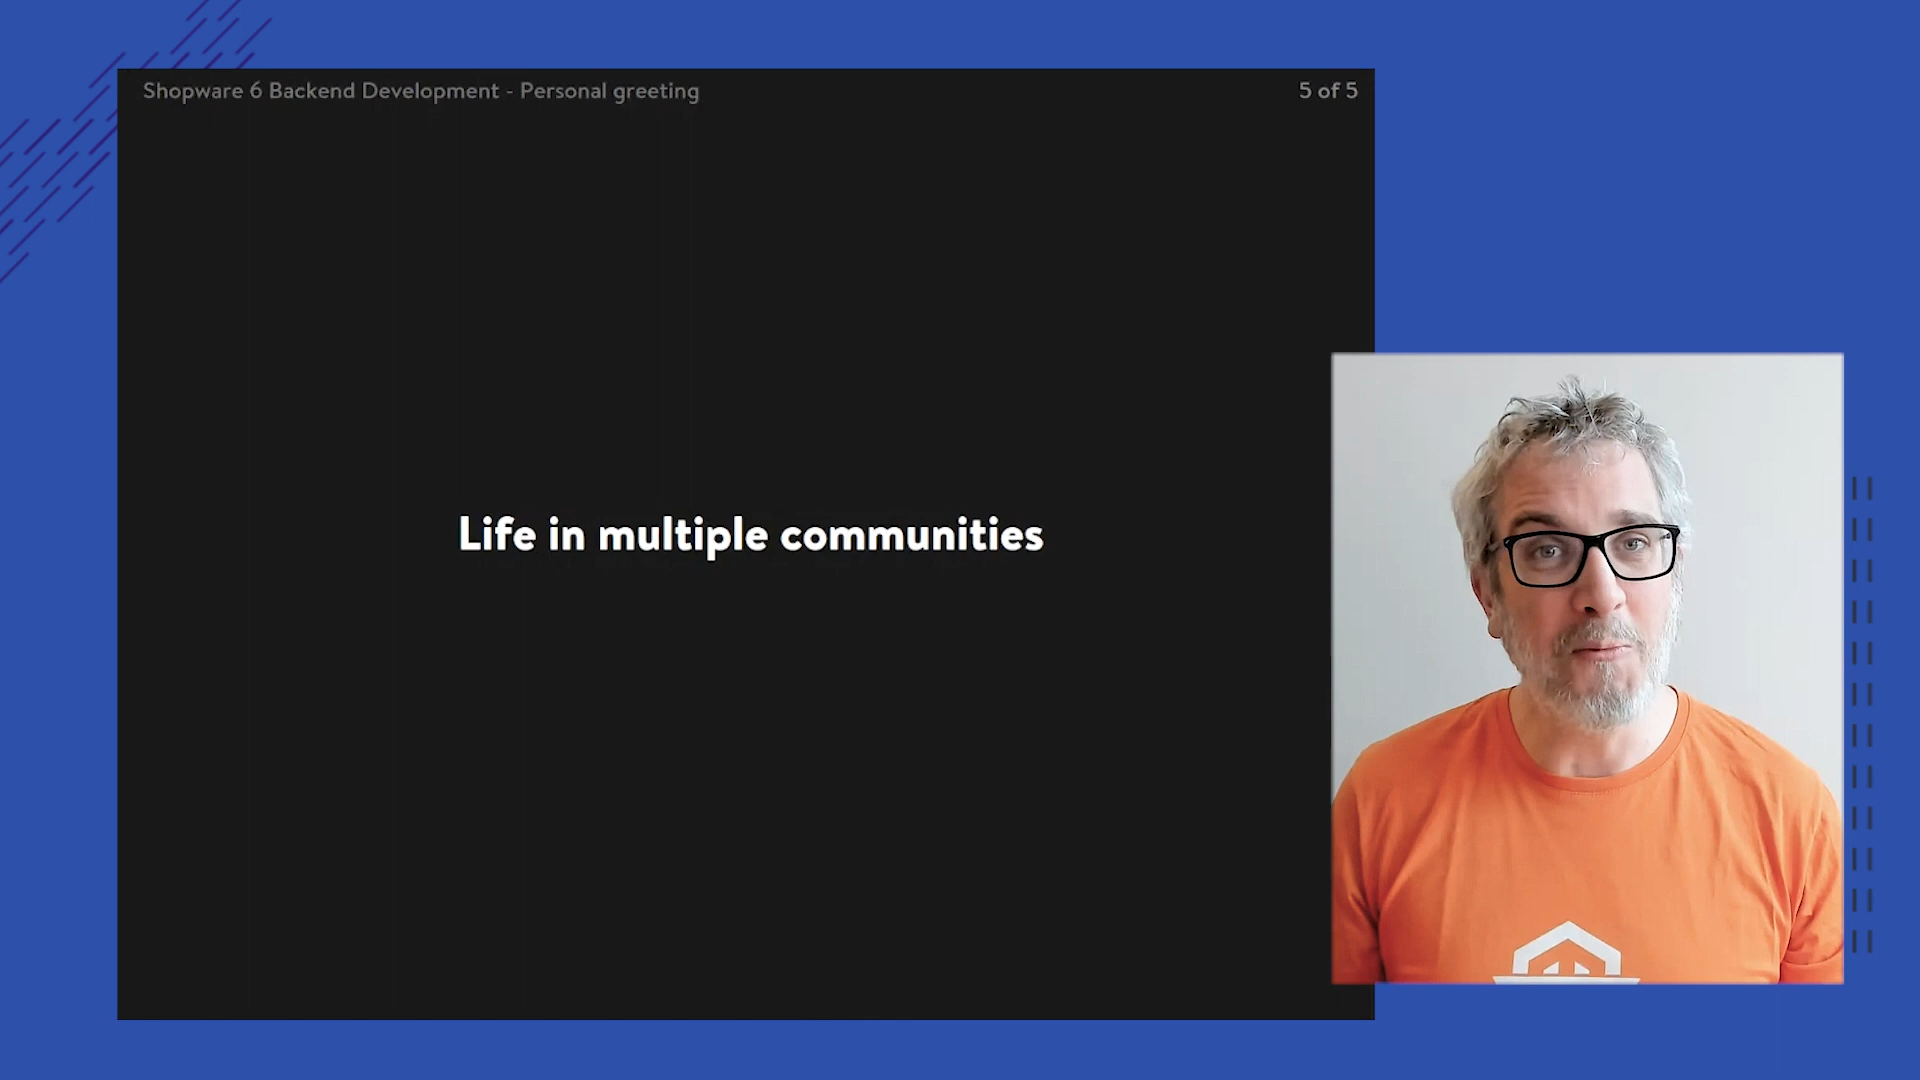 Shopware 6 Backend Development - Personal greeting
5 of 5
Life in multiple communities